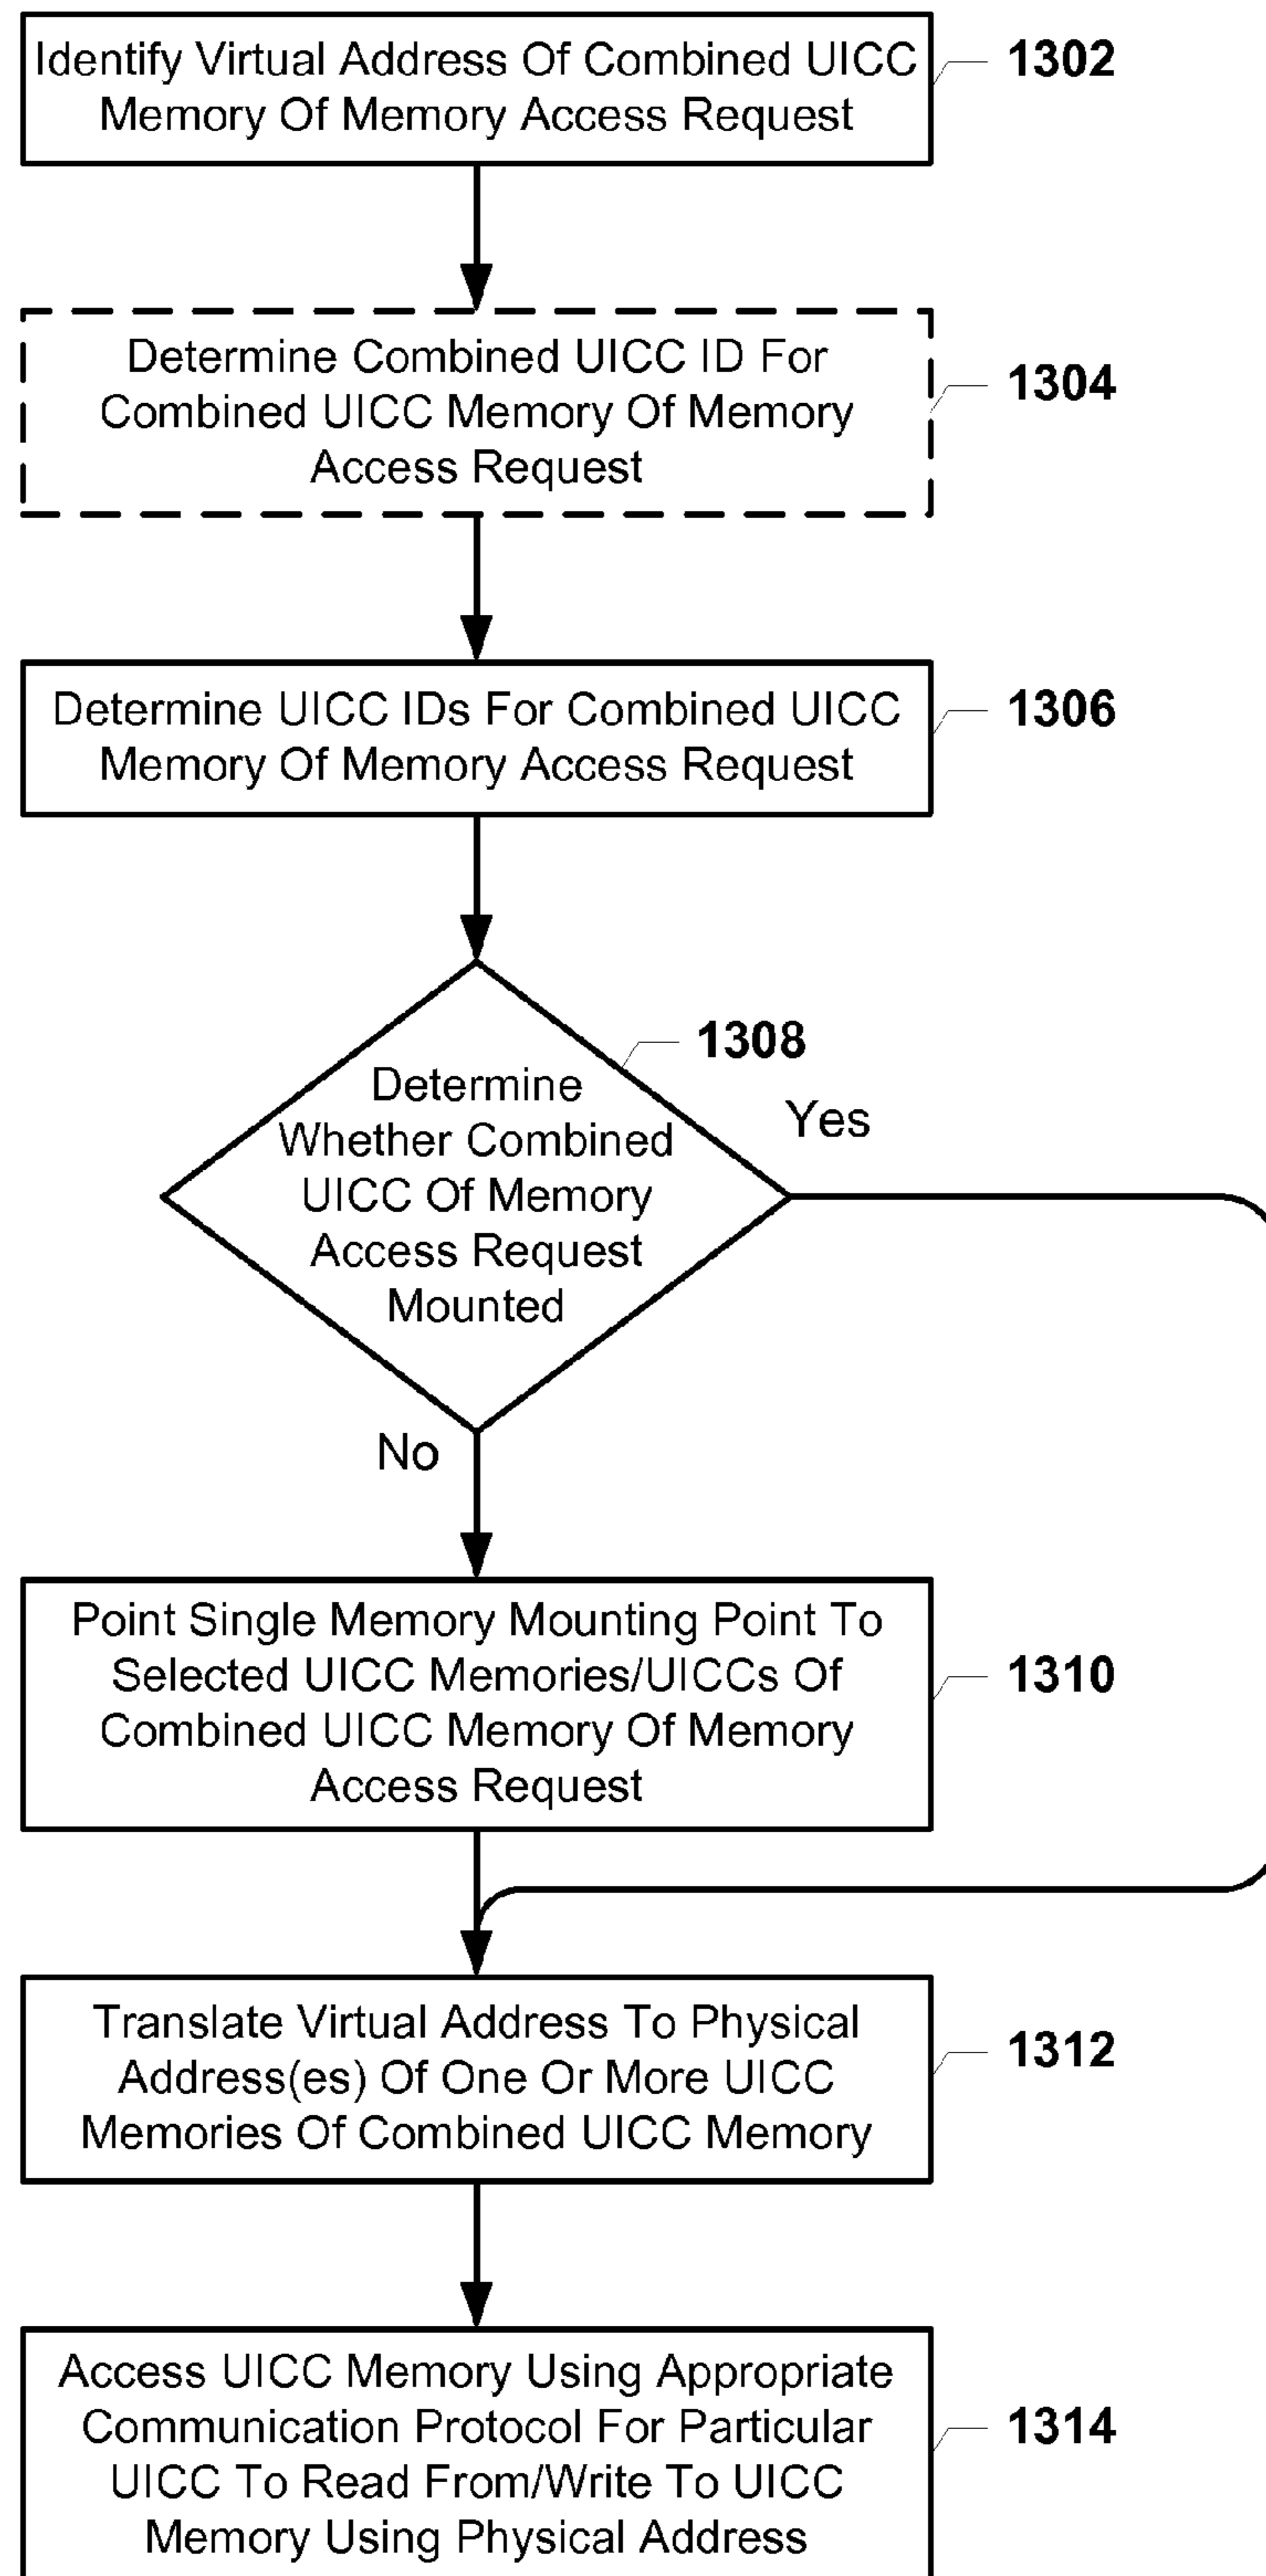 Identify Virtual Address Of Combined UICC
Memory Of Memory Access Request
1302
Determine Combined UICC ID For
Combined UICC Memory Of Memory
Access Request
1304
Determine UICC IDs For Combined UICC
Memory Of Memory Access Request
1306
1308
Determine
Whether Combined
UICC Of Memory
Access Request
Mounted
Yes
No
Point Single Memory Mounting Point To
Selected UICC Memories/UICCs Of
Combined UICC Memory Of Memory
Access Request
1310
Translate Virtual Address To Physical
Address(es) Of One Or More UICC
Memories Of Combined UICC Memory
1312
Access UICC Memory Using Appropriate
Communication Protocol For Particular
UICC To Read From/Write To UICC
Memory Using Physical Address
1314